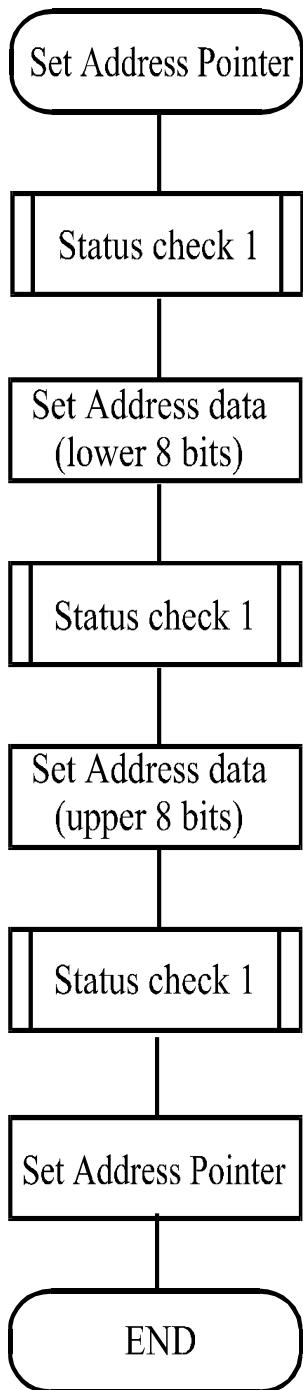 Set Address Pointer
Status check 1
Set Address data
(lower 8 bits)
Status check 1
Set Address data
(upper 8 bits)
Status check 1
Set Address Pointer
END